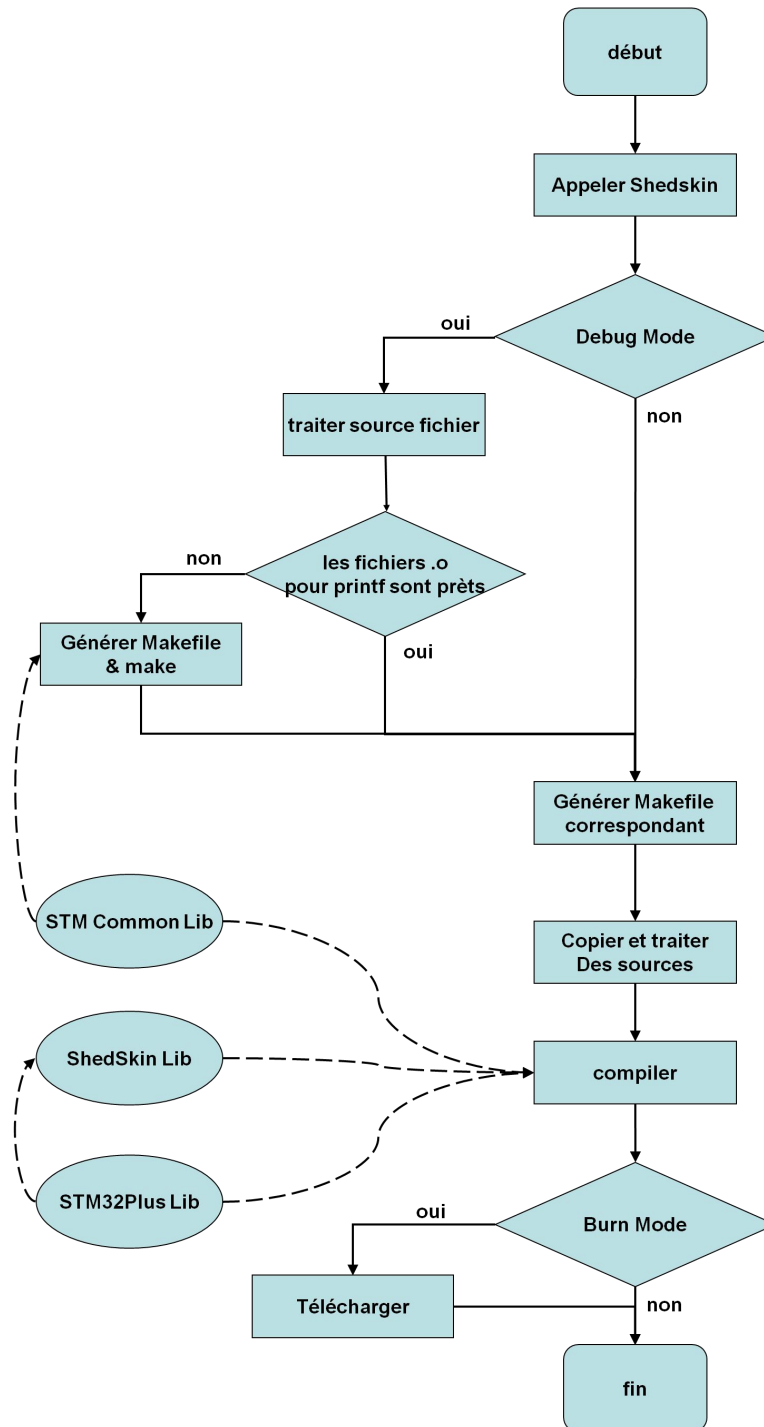 début
Appeler Shedskin
Debug Mode
oui
non
traiter source fichier
les fichiers .o
pour printf sont prèts
non
oui
Générer Makefile
& make
Générer Makefile
correspondant
STM Common Lib
Copier et traiter
Des sources
ShedSkin Lib
compiler
STM32Plus Lib
Burn Mode
oui
non
Télécharger
fin